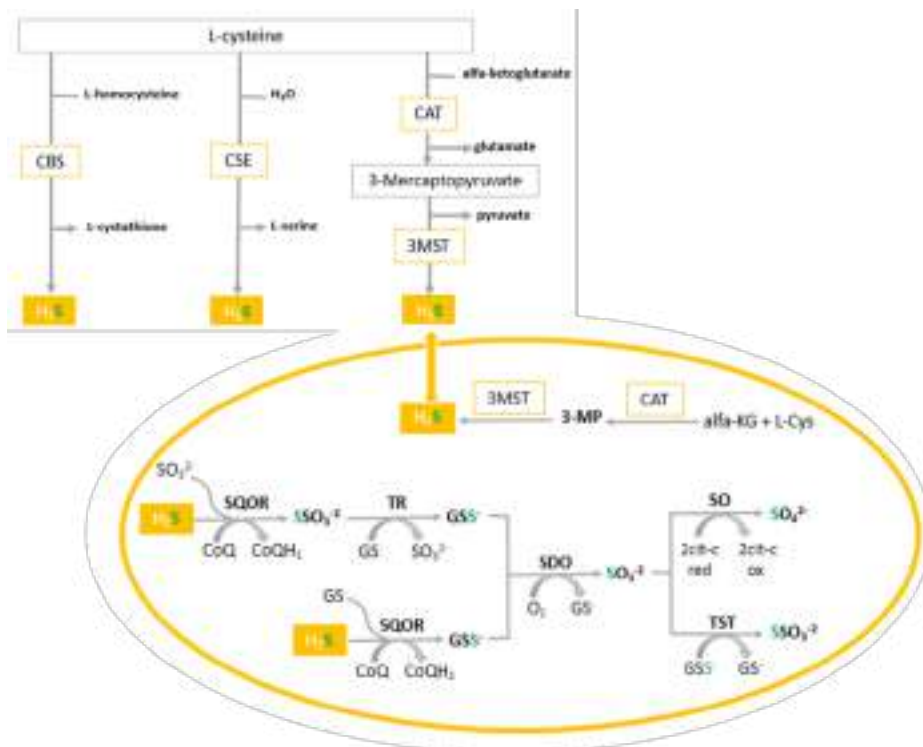 L-cysteine
L-homocysteine
H₂O
alfa-ketoglutarate
CAT
glutamate
CBS
CSE
3-Mercaptopyruvate
L-cystathione
L-serine
pyruvate
3MST
H₂S
H₂S
H₂S
3MST
CAT
H₂S
3-MP
alfa-KG + L-Cys
SO₃²⁻
H₂S
SQOR
SSO₃⁻²
TR
GSS⁻
CoQ
CoQH₂
GS⁻
SO₃²⁻
SDO
SO₃⁻²
O₂
GS⁻
SO
SO₄²⁻
2cit-c
red
2cit-c
ox
GS⁻
H₂S
SQOR
GSS⁻
CoQ
CoQH₂
TST
SSO₃⁻²
GSS⁻
GS⁻